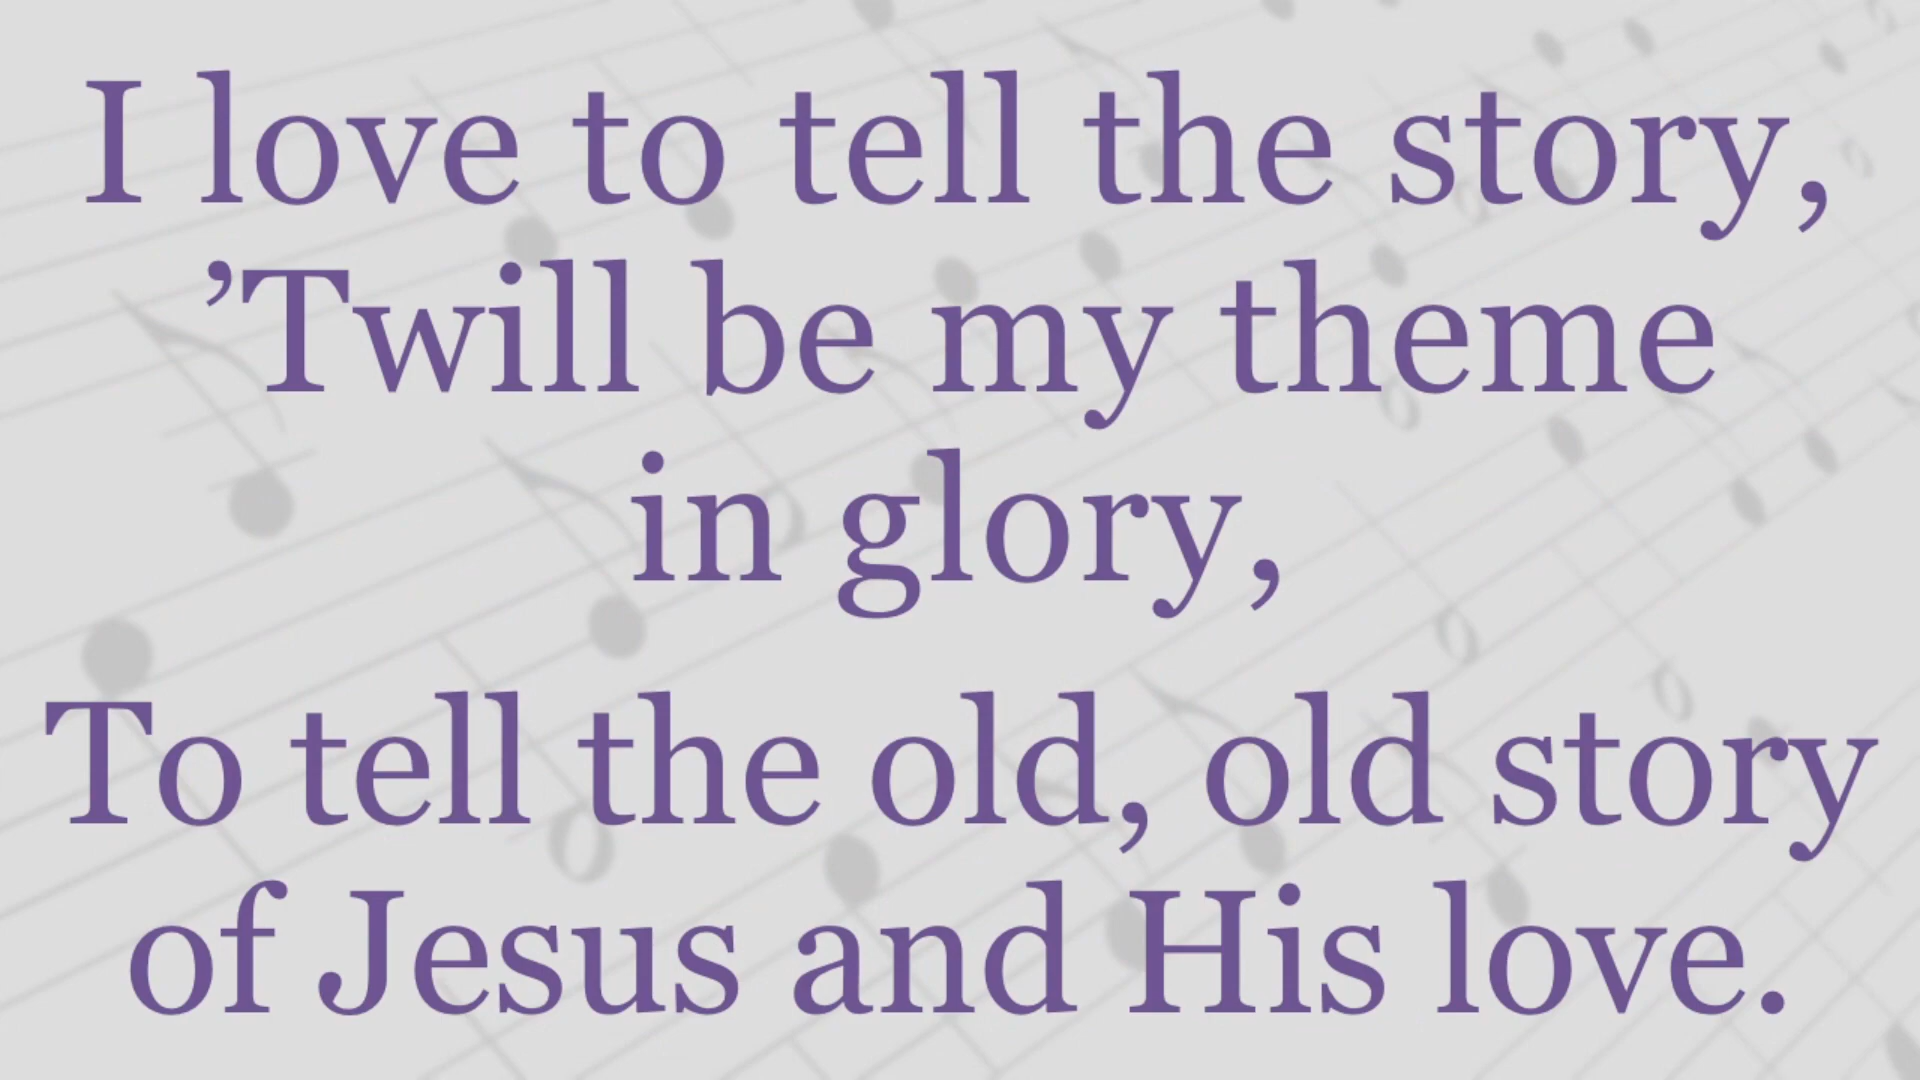 I love to tell the story,
’Twill be my theme
in glory,
To tell the old, old story
of Jesus and His love.